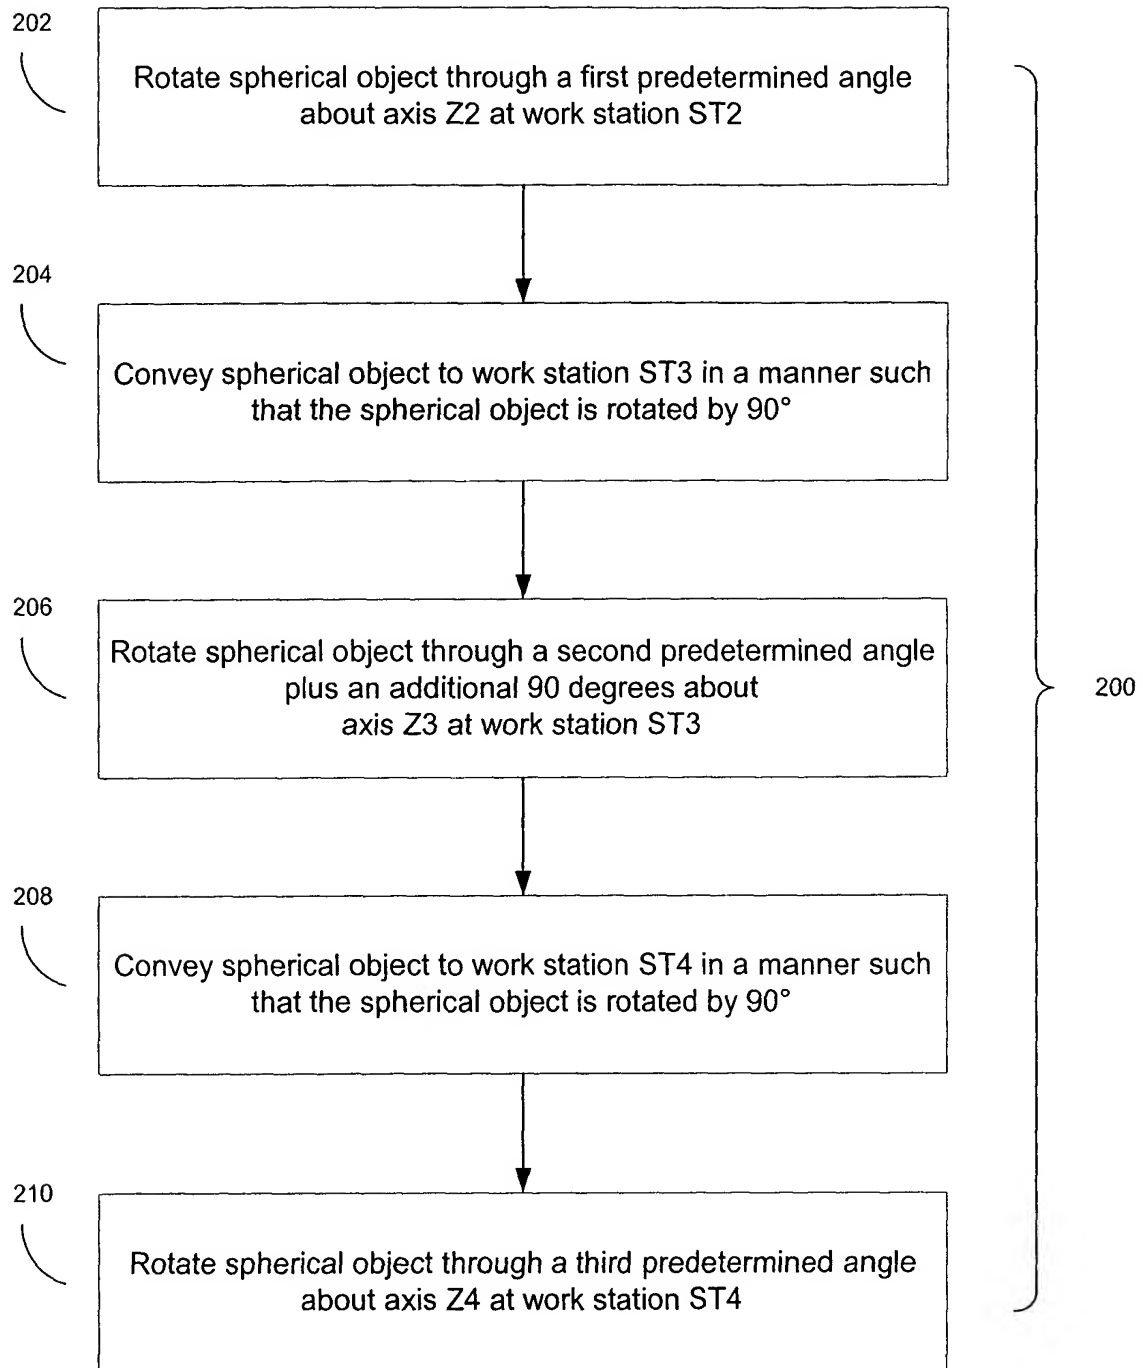 202
Rotate spherical object through a first predetermined angle
about axis Z2 at work station ST2
204
Convey spherical object to work station ST3 in a manner such
that the spherical object is rotated by 90°
206
Rotate spherical object through a second predetermined angle
plus an additional 90 degrees about
axis Z3 at work station ST3
200
208
Convey spherical object to work station ST4 in a manner such
that the spherical object is rotated by 90°
210
Rotate spherical object through a third predetermined angle
about axis Z4 at work station ST4